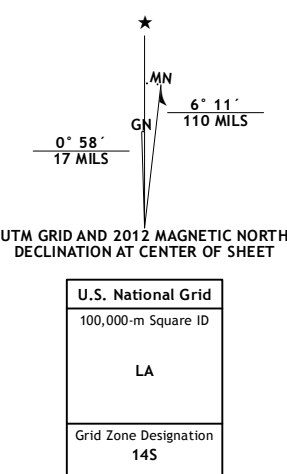 ★
MN
6° 11´
110 MILS
GN
0° 58´
17 MILS
UTM GRID AND 2012 MAGNETIC NORTH
DECLINATION AT CENTER OF SHEET
U.S. National Grid
100,000-m Square ID
LA
Grid Zone Designation
14S